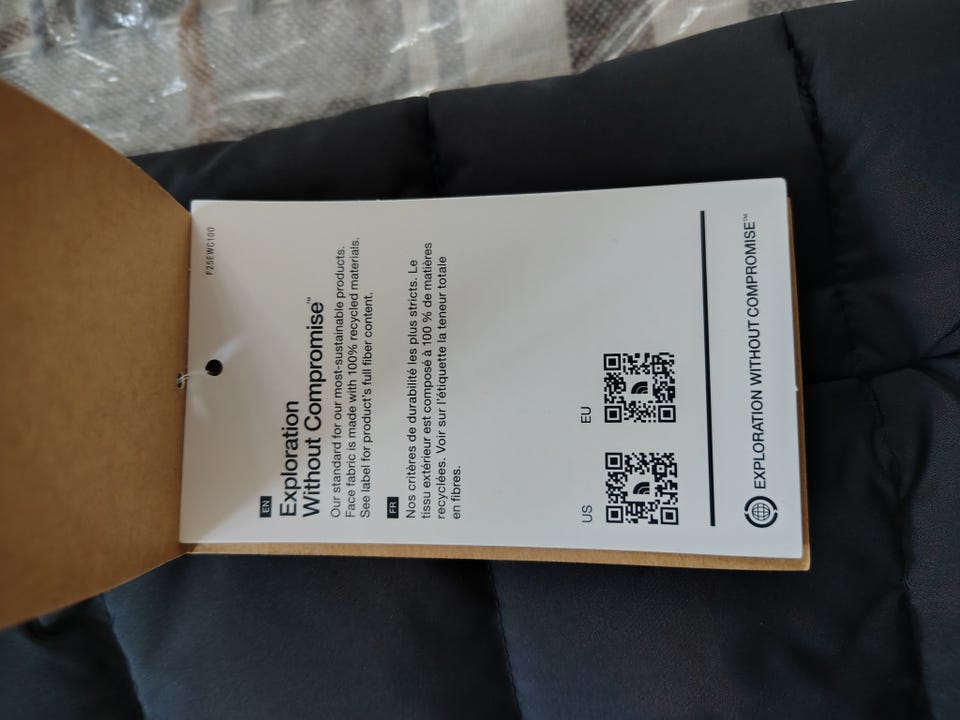 F25EWC100
EN
Exploration
Without Compromise™
Our standard for our most-sustainable products.
Face fabric is made with 100% recycled materials.
See label for product's full fiber content.
FR
Nos critères de durabilité les plus stricts. Le
tissu extérieur est composé à 100 % de matières
recyclées. Voir sur l'étiquette la teneur totale
en fibres.
US
EU
EXPLORATION WITHOUT COMPROMISE™